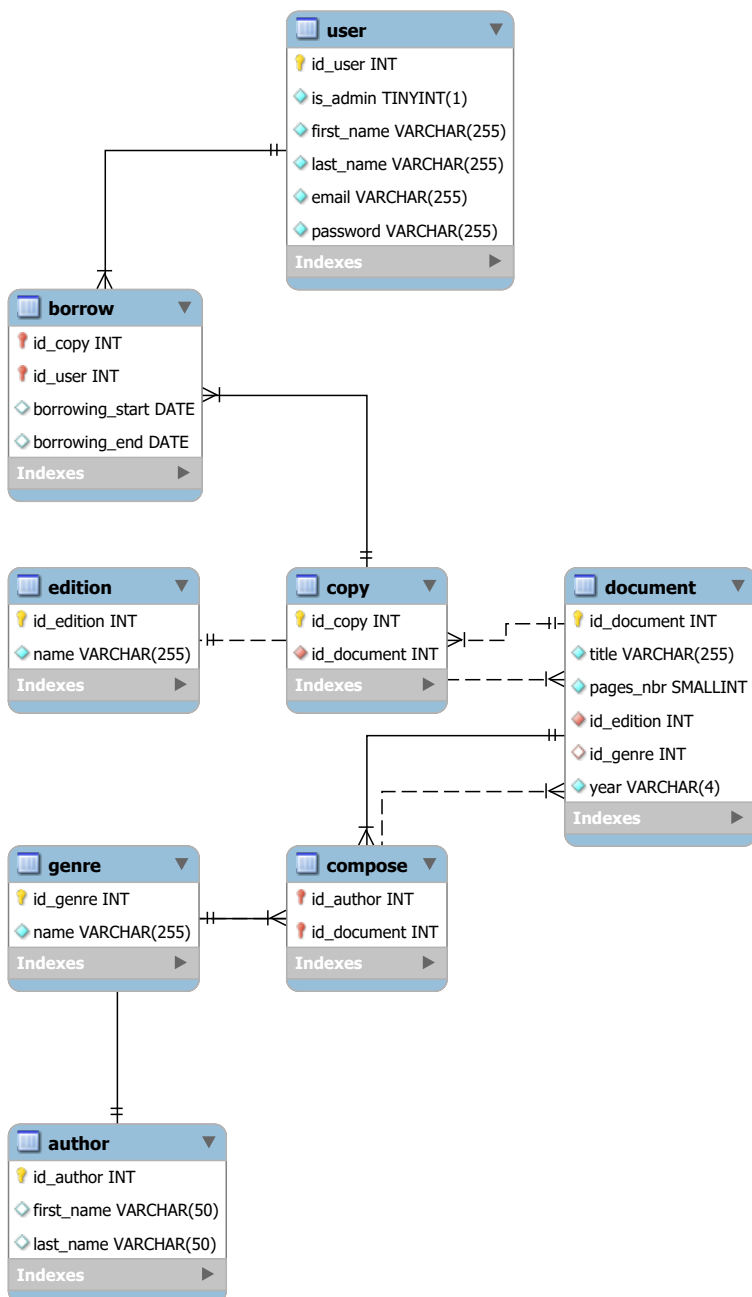 user
id_user INT
is_admin TINYINT(1)
first_name VARCHAR(255)
last_name VARCHAR(255)
email VARCHAR(255)
password VARCHAR(255)
Indexes
borrow
id_copy INT
id_user INT
borrowing_start DATE
borrowing_end DATE
Indexes
edition
id_edition INT
name VARCHAR(255)
Indexes
copy
id_copy INT
id_document INT
Indexes
document
id_document INT
title VARCHAR(255)
pages_nbr SMALLINT
id_edition INT
id_genre INT
year VARCHAR(4)
Indexes
genre
id_genre INT
name VARCHAR(255)
Indexes
compose
id_author INT
id_document INT
Indexes
author
id_author INT
first_name VARCHAR(50)
last_name VARCHAR(50)
Indexes